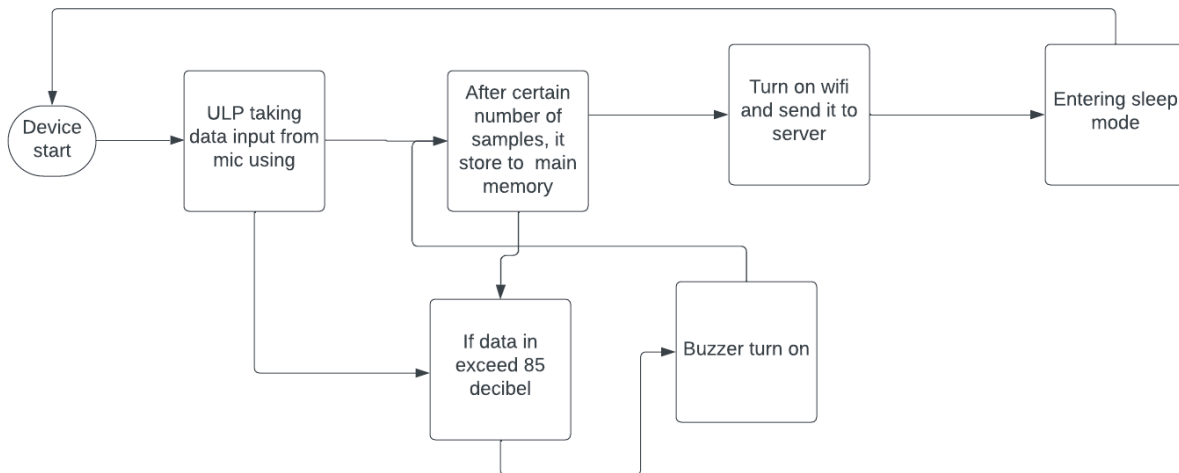 Device
start
ULP taking
data input from
mic using
After certain
number of
samples, it
store to main
memory
Turn on wifi
and send it to
server
Entering sleep
mode
If data in
exceed 85
decibel
Buzzer turn on